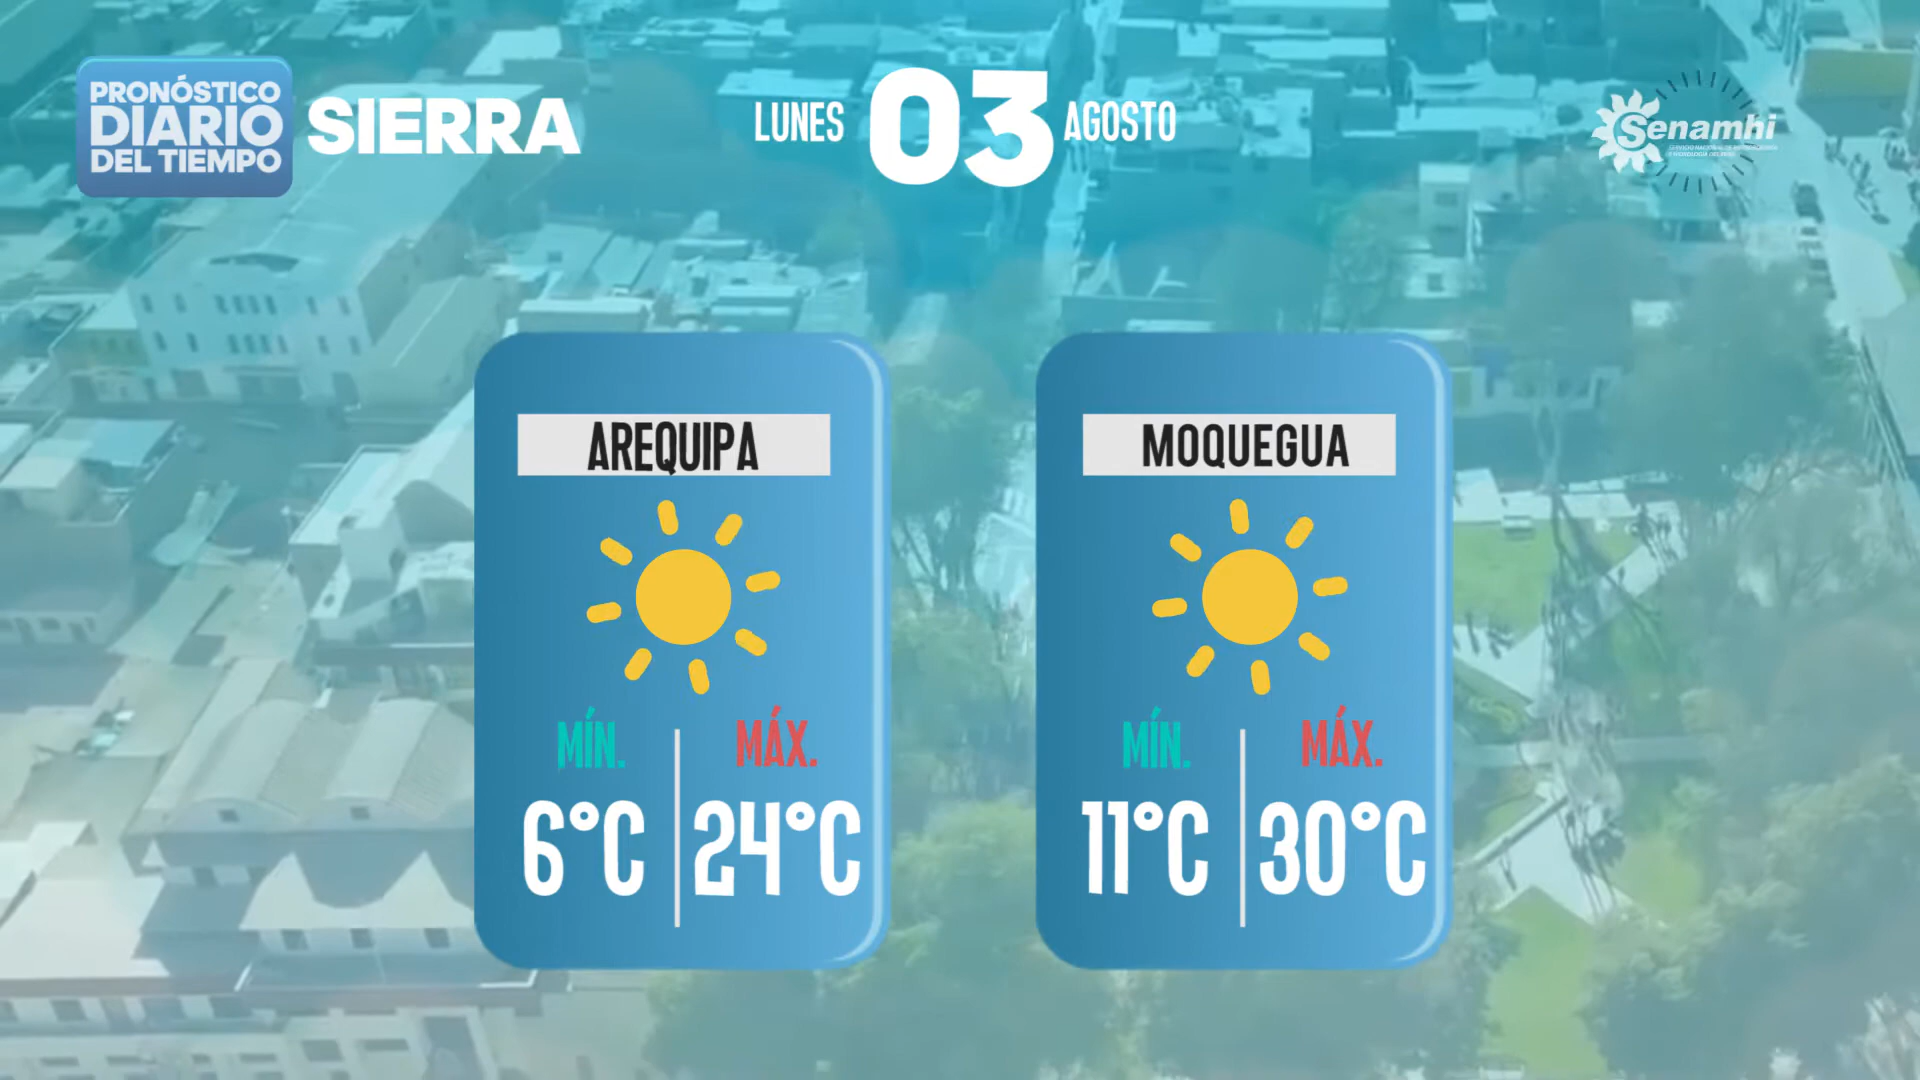 PRONÓSTICO
DIARIO
DEL TIEMPO
SIERRA
LUNES 03 AGOSTO
Senamhi
AREQUIPA
MÍN. MÁX.
6°C 24°C
MOQUEGUA
MÍN. MÁX.
11°C 30°C